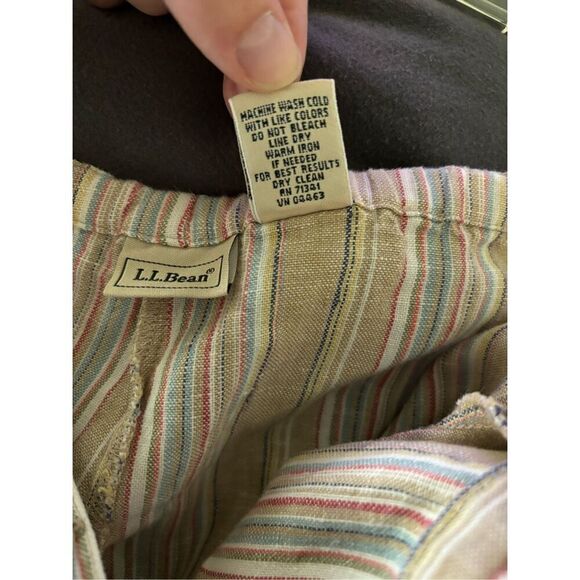 MACHINE WASH COLD
WITH LIKE COLORS
DO NOT BLEACH
LINE DRY
WARM IRON
IF NEEDED
FOR BEST RESULTS
DRY CLEAN
RN 71341
VN 04463
L.L.Bean®